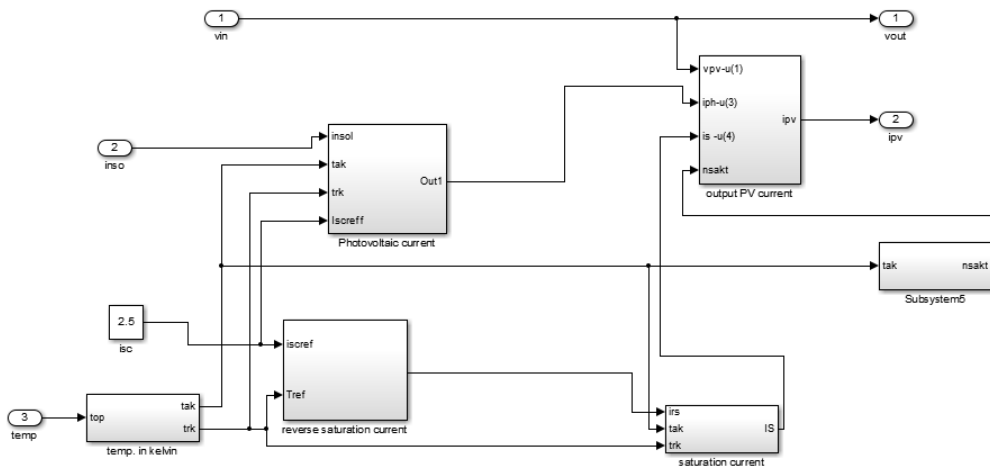 1
vin
1
vout
vpv-u(1)
iph-u(3)
is -u(4)
nsakt
ipv
output PV current
2
ipv
2
inso
insol
tak
trk
Iscreff
Out1
Photovoltaic current
tak
nsakt
Subsystem5
2.5
isc
iscref
Tref
reverse saturation current
3
temp
top
tak
trk
temp. in kelvin
irs
tak
trk
IS
saturation current